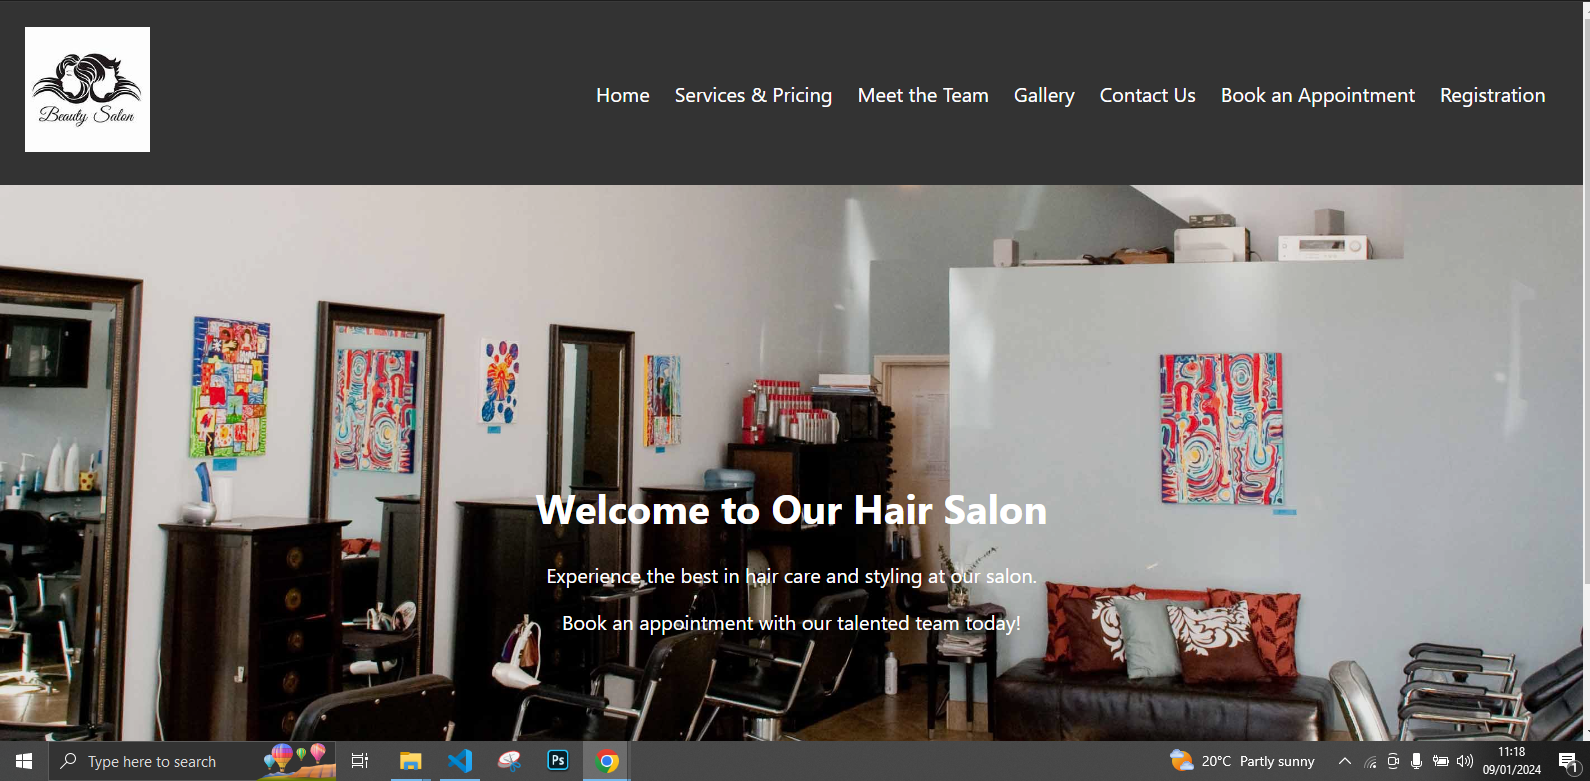 Beauty Salon
Home Services & Pricing Meet the Team Gallery Contact Us Book an Appointment Registration
Welcome to Our Hair Salon
Experience the best in hair care and styling at our salon.
Book an appointment with our talented team today!
Type here to search
Ps
20°C Partly sunny
11:18
09/01/2024
1